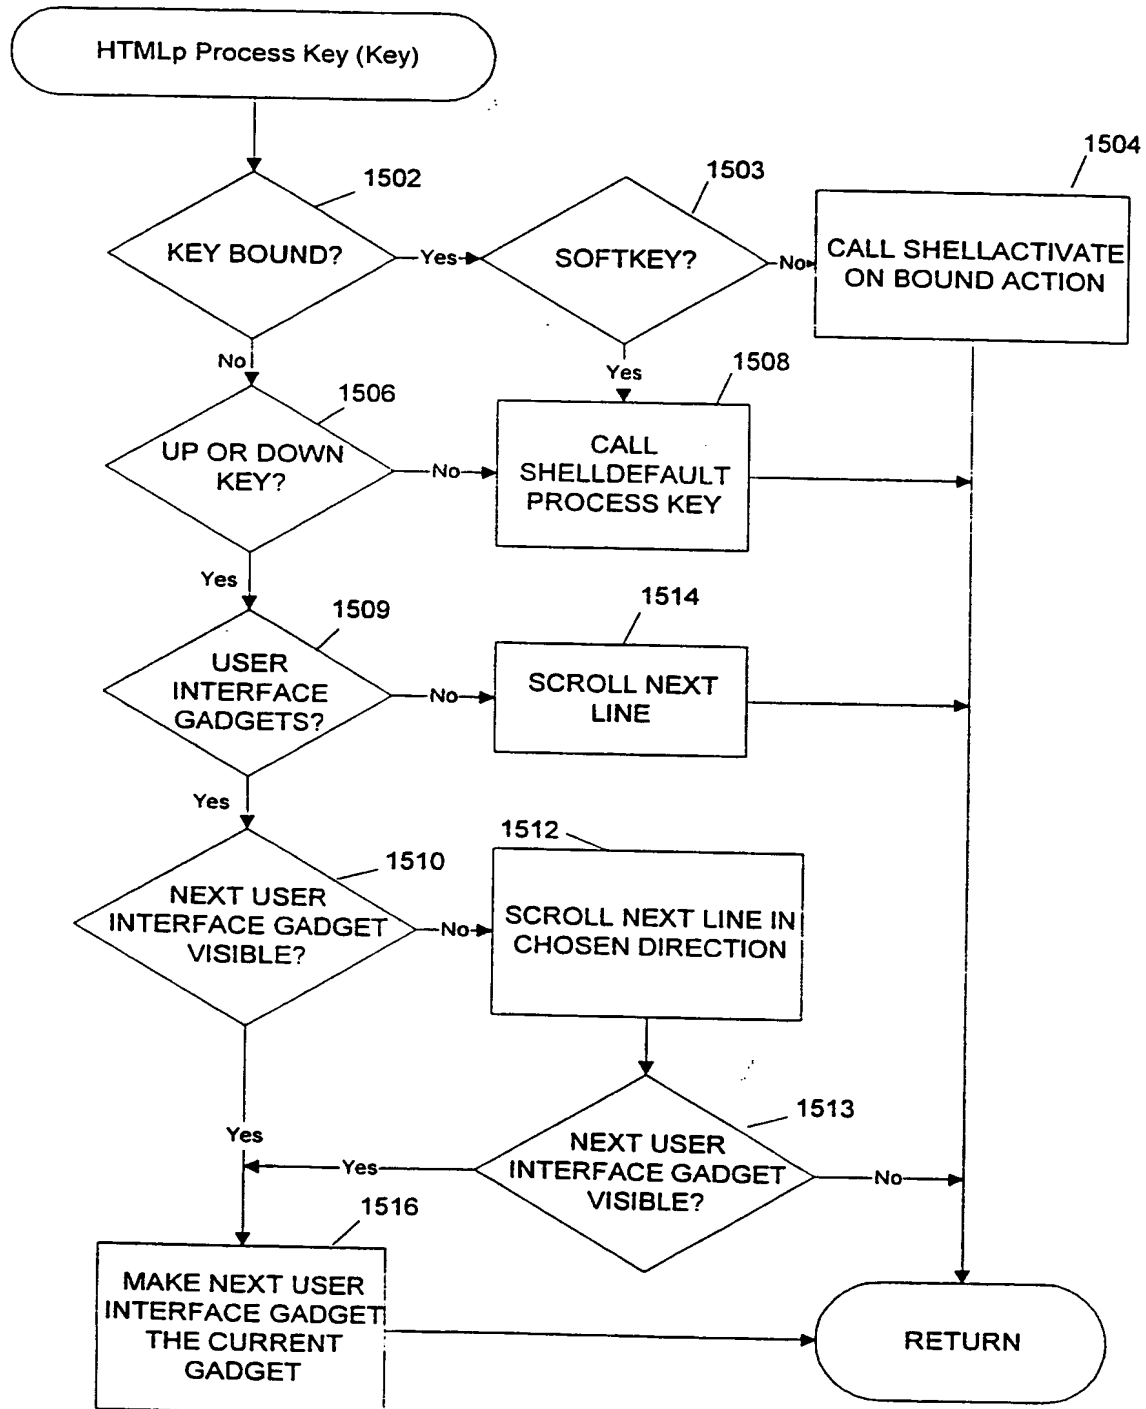 HTMLp Process Key (Key)
1502
KEY BOUND?
Yes
1503
SOFTKEY?
No
1504
CALL SHELLACTIVATE
ON BOUND ACTION
No
Yes
1506
UP OR DOWN
KEY?
No
1508
CALL
SHELLDEFAULT
PROCESS KEY
Yes
1509
USER
INTERFACE
GADGETS?
No
1514
SCROLL NEXT
LINE
Yes
1510
NEXT USER
INTERFACE GADGET
VISIBLE?
No
1512
SCROLL NEXT LINE IN
CHOSEN DIRECTION
Yes
1513
NEXT USER
INTERFACE GADGET
VISIBLE?
Yes
No
1516
MAKE NEXT USER
INTERFACE GADGET
THE CURRENT
GADGET
RETURN